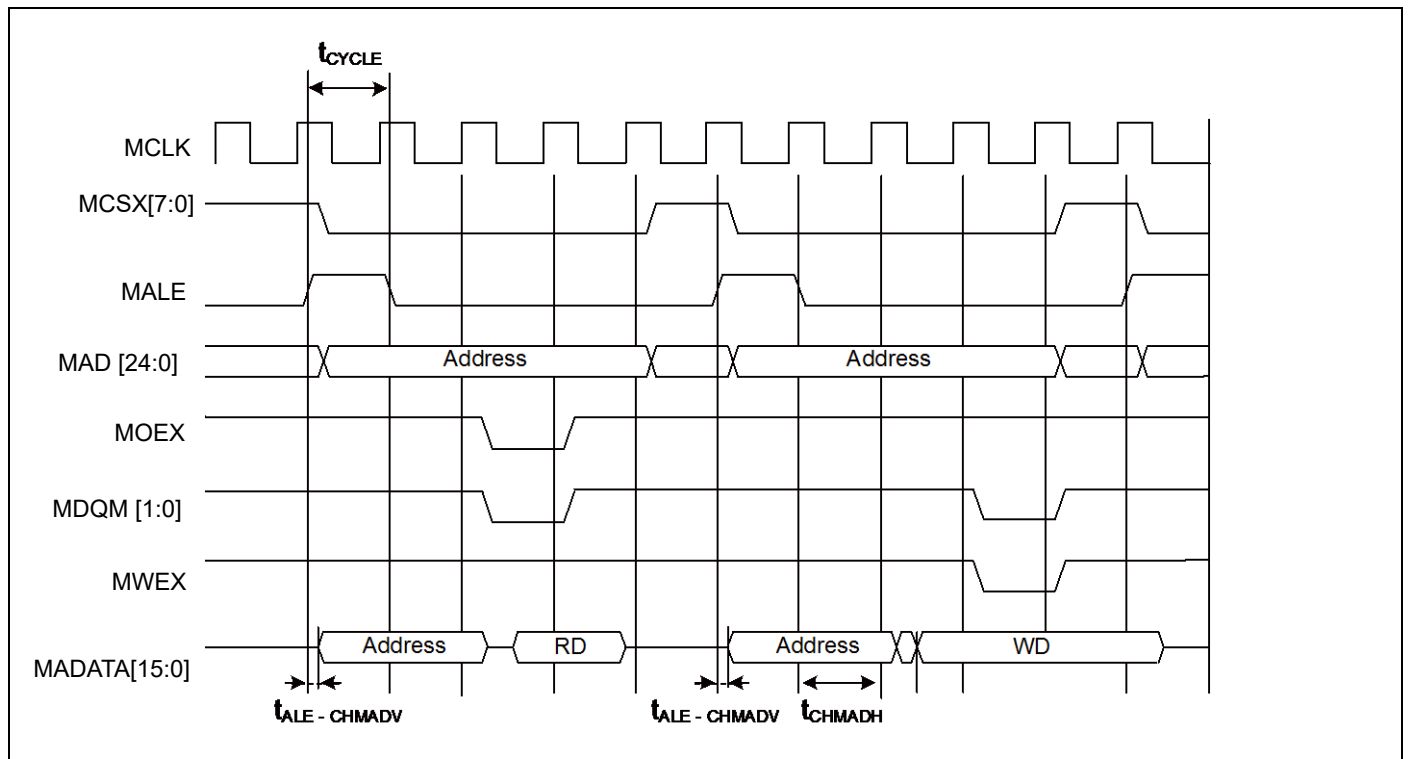 tCYCLE
MCLK
MCSX[7:0]
MALE
MAD [24:0]
Address
Address
MOEX
MDQM [1:0]
MWEX
MADATA[15:0]
Address
RD
Address
WD
tALE - CHMADV
tALE - CHMADV
tCHMADH